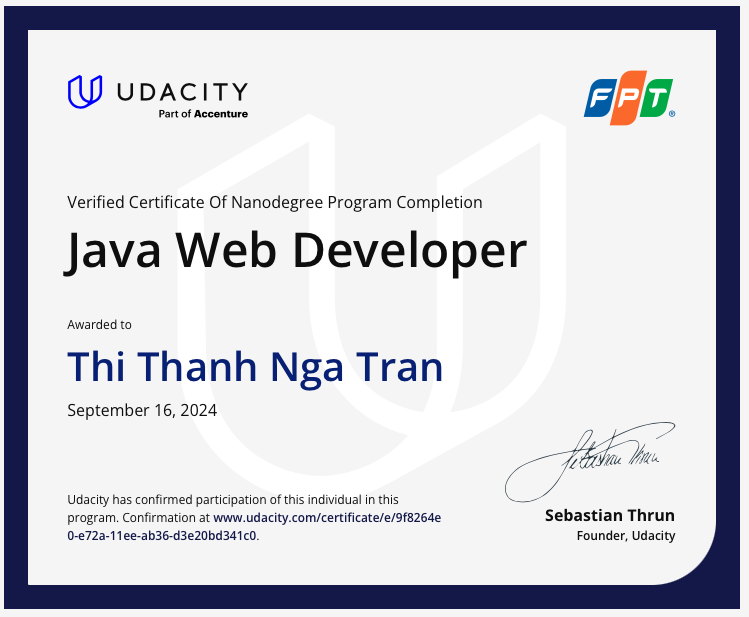 UDACITY
Part of Accenture
FPT®
Verified Certificate Of Nanodegree Program Completion
Java Web Developer
Awarded to
Thi Thanh Nga Tran
September 16, 2024
Udacity has confirmed participation of this individual in this
program. Confirmation at www.udacity.com/certificate/e/9f8264e
0-e72a-11ee-ab36-d3e20bd341c0.
Sebastian Thrun
Sebastian Thrun
Founder, Udacity